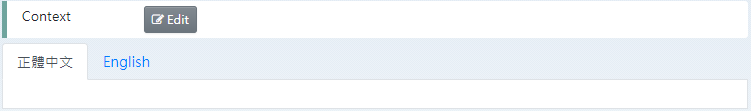 Context
Edit
正體中文
English